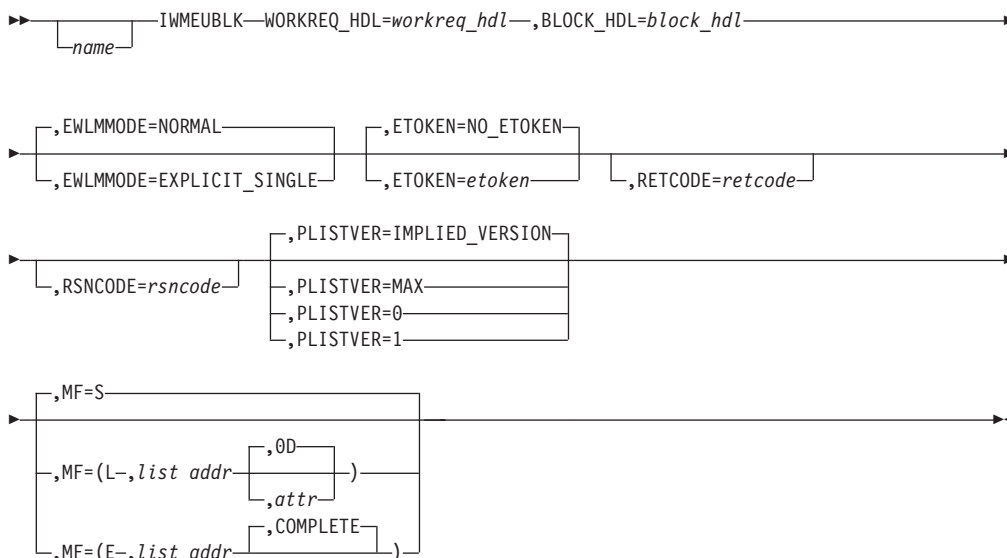 IWMEUBLK WORKREQ_HDL=workreq_hdl ,BLOCK_HDL=block_hdl
name
,EWLMMODE=NORMAL ,ETOKEN=NO_ETOKEN
,EWLMMODE=EXPLICIT_SINGLE ,ETOKEN=etoken ,RETCODE=retcode
,PLISTVER=IMPLIED_VERSION
,RSNCODE=rsncode ,PLISTVER=MAX
,PLISTVER=0
,PLISTVER=1
,MF=S
,0D
,MF=(L ,list addr )
,attr
,COMPLETE
,MF=(E ,list addr )